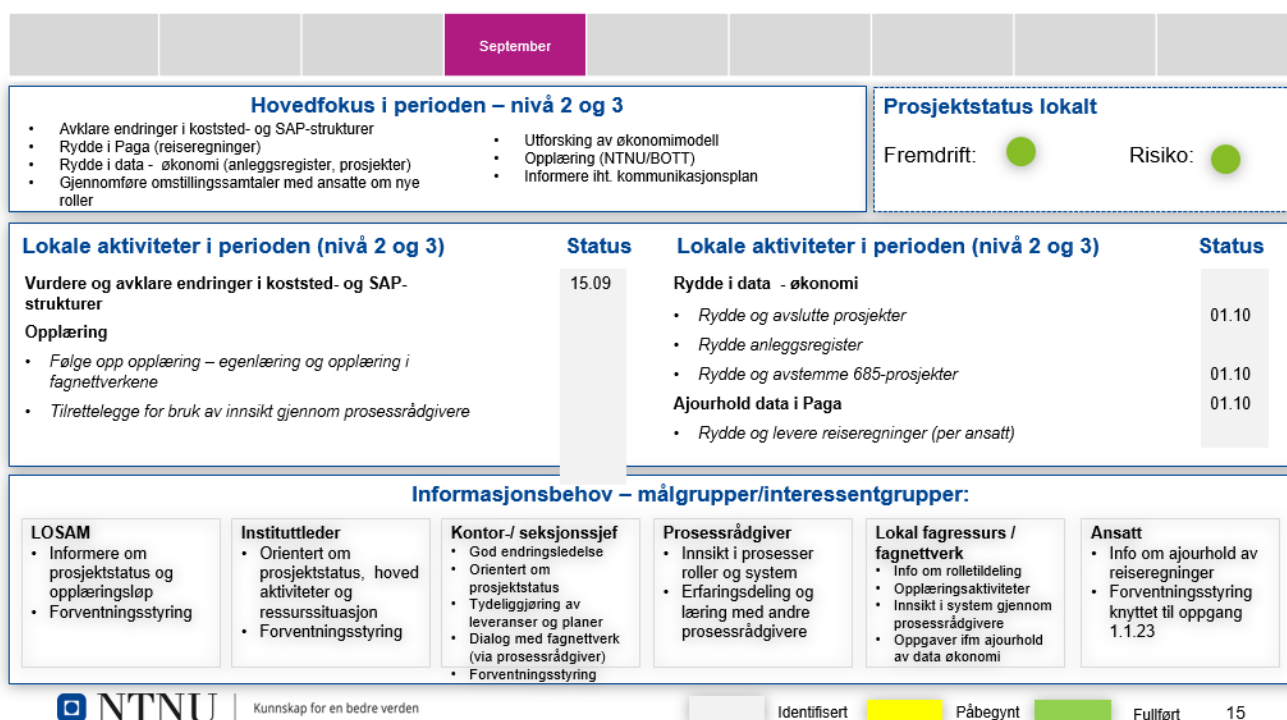 September
Hovedfokus i perioden – nivå 2 og 3
• Avklare endringer i koststed- og SAP-strukturer
• Rydde i Paga (reiseregninger)
• Rydde i data - økonomi (anleggsregister, prosjekter)
• Gjennomføre omstillingssamtaler med ansatte om nye
roller
• Utforsking av økonomimodell
• Opplæring (NTNU/BOTT)
• Informere iht. kommunikasjonsplan
Prosjektstatus lokalt
Fremdrift:
Risiko:
Lokale aktiviteter i perioden (nivå 2 og 3) Status
Vurdere og avklare endringer i koststed- og SAP- 15.09
strukturer
Opplæring
• Følge opp opplæring – egenlæring og opplæring i
fagnettverkene
• Tilrettelegge for bruk av innsikt gjennom prosessrådgivere
Lokale aktiviteter i perioden (nivå 2 og 3) Status
Rydde i data - økonomi
• Rydde og avslutte prosjekter 01.10
• Rydde anleggsregister
• Rydde og avstemme 685-prosjekter 01.10
Ajourhold data i Paga 01.10
• Rydde og levere reiseregninger (per ansatt)
Informasjonsbehov – målgrupper/interessentgrupper:
LOSAM
• Informere om
prosjektstatus og
opplæringsløp
• Forventningsstyring
Instituttleder
• Orientert om
prosjektstatus, hoved
aktiviteter og
ressurssituasjon
• Forventningsstyring
Kontor-/ seksjonssjef
• God endringsledelse
• Orientert om
prosjektstatus
• Tydeliggjøring av
leveranser og planer
• Dialog med fagnettverk
(via prosessrådgiver)
• Forventningsstyring
Prosessrådgiver
• Innsikt i prosesser
roller og system
• Erfaringsdeling og
læring med andre
prosessrådgivere
Lokal fagressurs /
fagnettverk
• Info om rolletildeling
• Opplæringsaktiviteter
• Innsikt i system gjennom
prosessrådgivere
• Oppgaver ifm ajourhold
av data økonomi
Ansatt
• Info om ajourhold av
reiseregninger
• Forventningsstyring
knyttet til oppgang
1.1.23
NTNU Kunnskap for en bedre verden
Identifisert Påbegynt Fullført 15